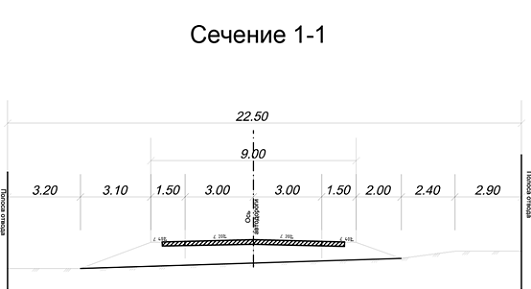 Сечение 1-1
22.50
9.00
3.20 3.10 1.50 3.00 3.00 1.50 2.00 2.40 2.90
Полоса отвода
Ось
автодороги
Полоса отвода